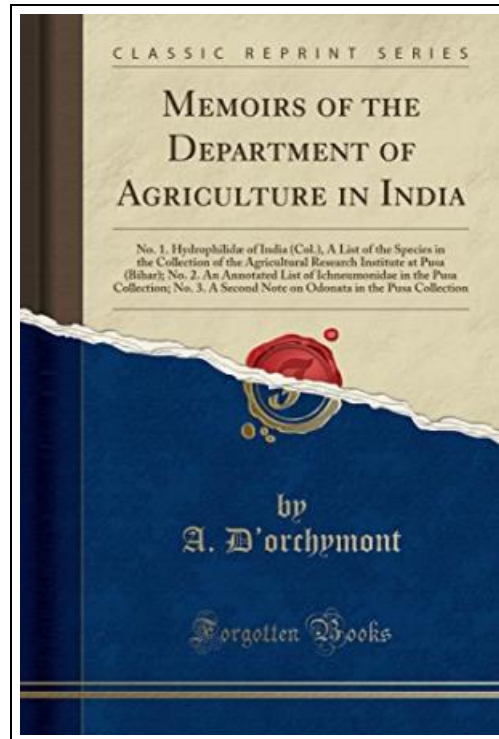 CLASSIC REPRINT SERIES
MEMOIRS OF THE
DEPARTMENT OF
AGRICULTURE IN INDIA
No. 1. Hydrophilidæ of India (Col.), A List of the Species in
the Collection of the Agricultural Research Institute at Pusa
(Bihar); No. 2. An Annotated List of Ichneumonidae in the Pusa
Collection; No. 3. A Second Note on Odonata in the Pusa Collection
by
A. D'orchymont
Forgotten Books